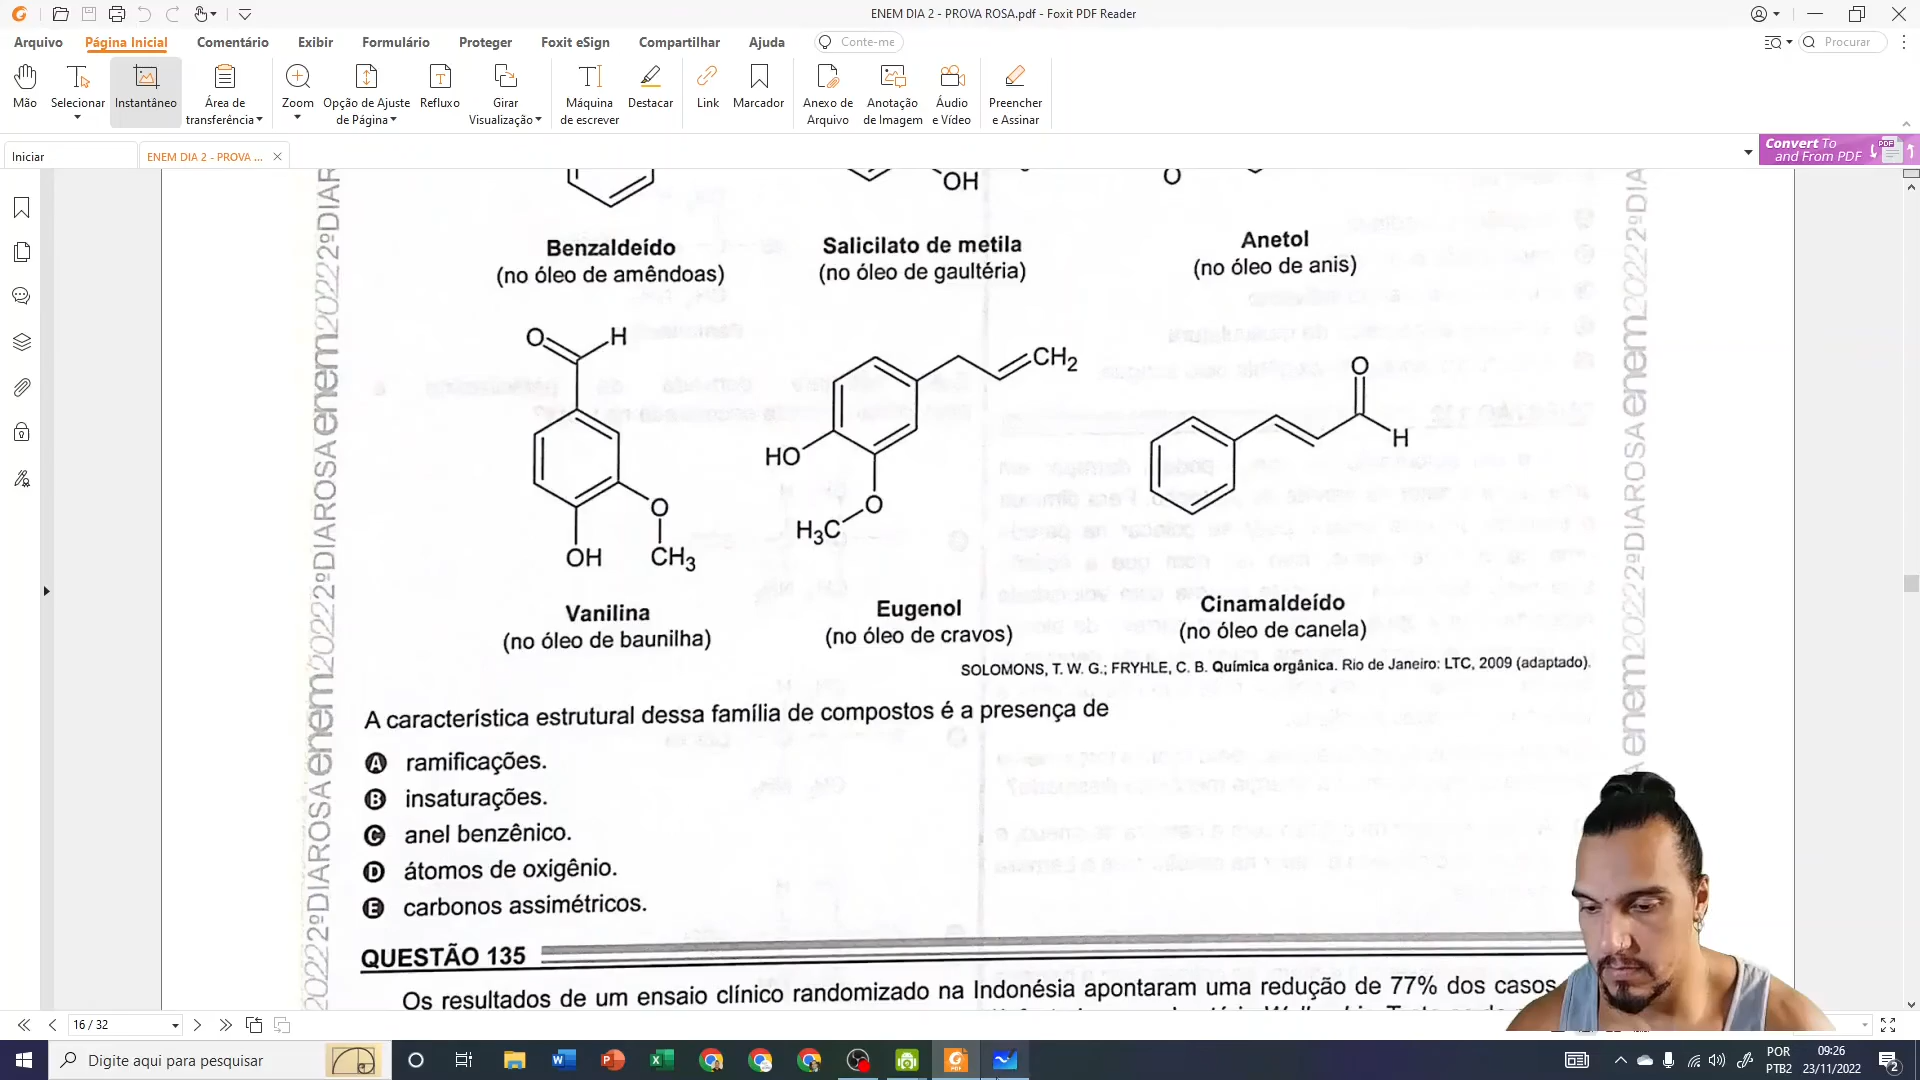 ENEM DIA 2 - PROVA ROSA.pdf - Foxit PDF Reader
Arquivo Página Inicial Comentário Exibir Formulário Proteger Foxit eSign Compartilhar Ajuda Conte-me Procurar
Mão Selecionar Instantâneo Área de transferência Zoom Opção de Ajuste de Página Refluxo Girar Visualização Máquina de escrever Destacar Link Marcador Anexo de Arquivo Anotação de Imagem Áudio e Vídeo Preencher e Assinar
Iniciar
ENEM DIA 2 - PROVA ...
Convert To and From PDF
PDF
OH
O
Benzaldeído
(no óleo de amêndoas)
Salicilato de metila
(no óleo de gaultéria)
Anetol
(no óleo de anis)
O H
OH O
CH3
CH2
HO
O
H3C
O
H
Vanilina
(no óleo de baunilha)
Eugenol
(no óleo de cravos)
Cinamaldeído
(no óleo de canela)
SOLOMONS, T. W. G.; FRYHLE, C. B. Química orgânica. Rio de Janeiro: LTC, 2009 (adaptado).
A característica estrutural dessa família de compostos é a presença de
A ramificações.
B insaturações.
C anel benzênico.
D átomos de oxigênio.
E carbonos assimétricos.
QUESTÃO 135
Os resultados de um ensaio clínico randomizado na Indonésia apontaram uma redução de 77% dos casos
enem2022 2ºDIA ROSA
enem2022 2ºDIA ROSA
16 / 32
Digite aqui para pesquisar
POR
PTB2
09:26
23/11/2022
2